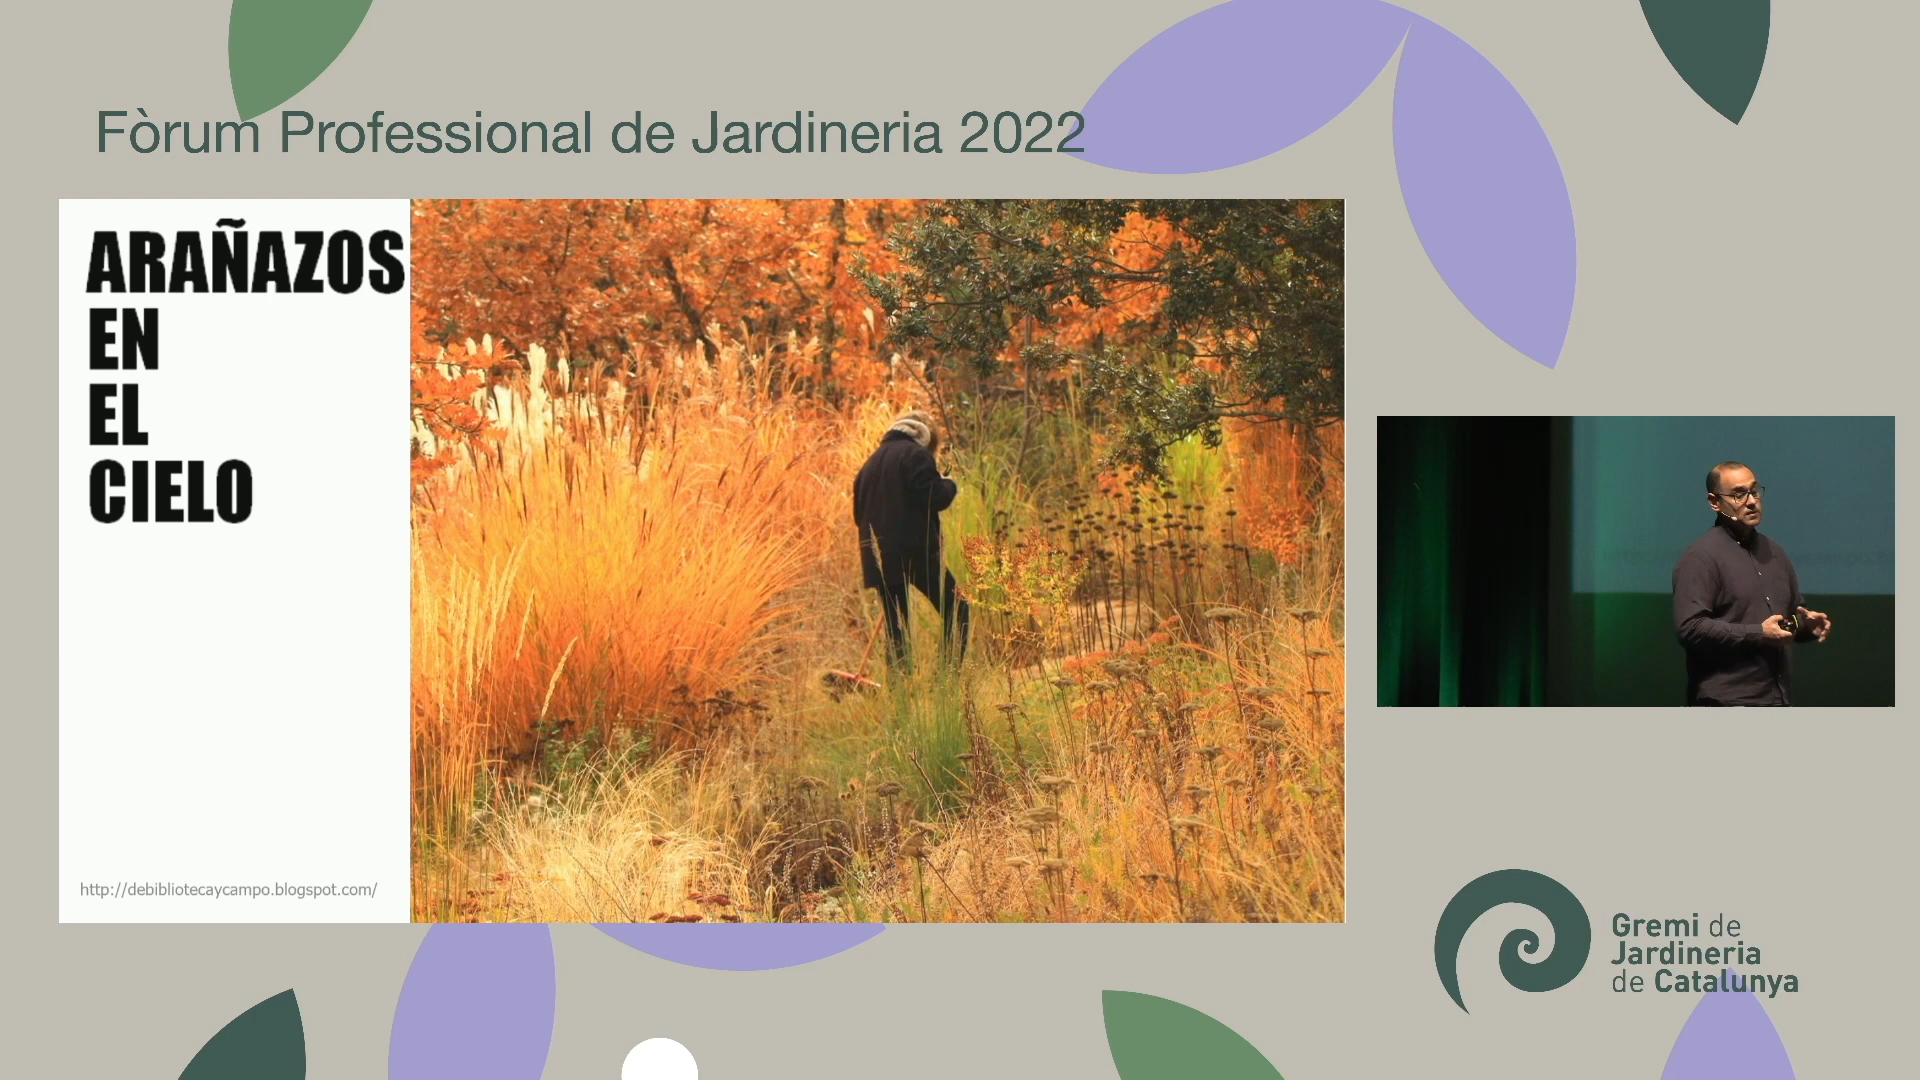 Fòrum Professional de Jardineria 2022
ARAÑAZOS
EN
EL
CIELO
http://debibliotecaycampo.blogspot.com/
Gremi de
Jardineria
de Catalunya